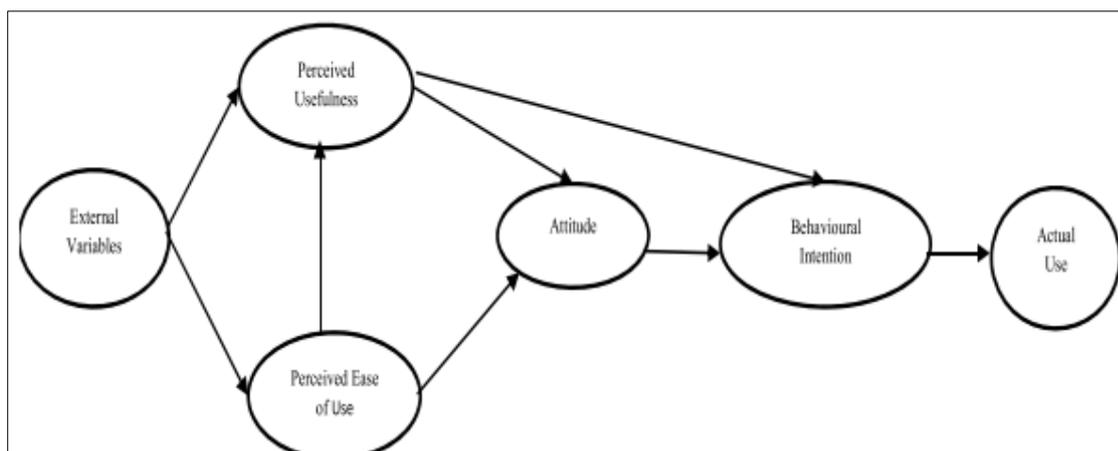 Perceived
Usefulness
External
Variables
Attitude
Behavioural
Intention
Actual
Use
Perceived Ease
of Use